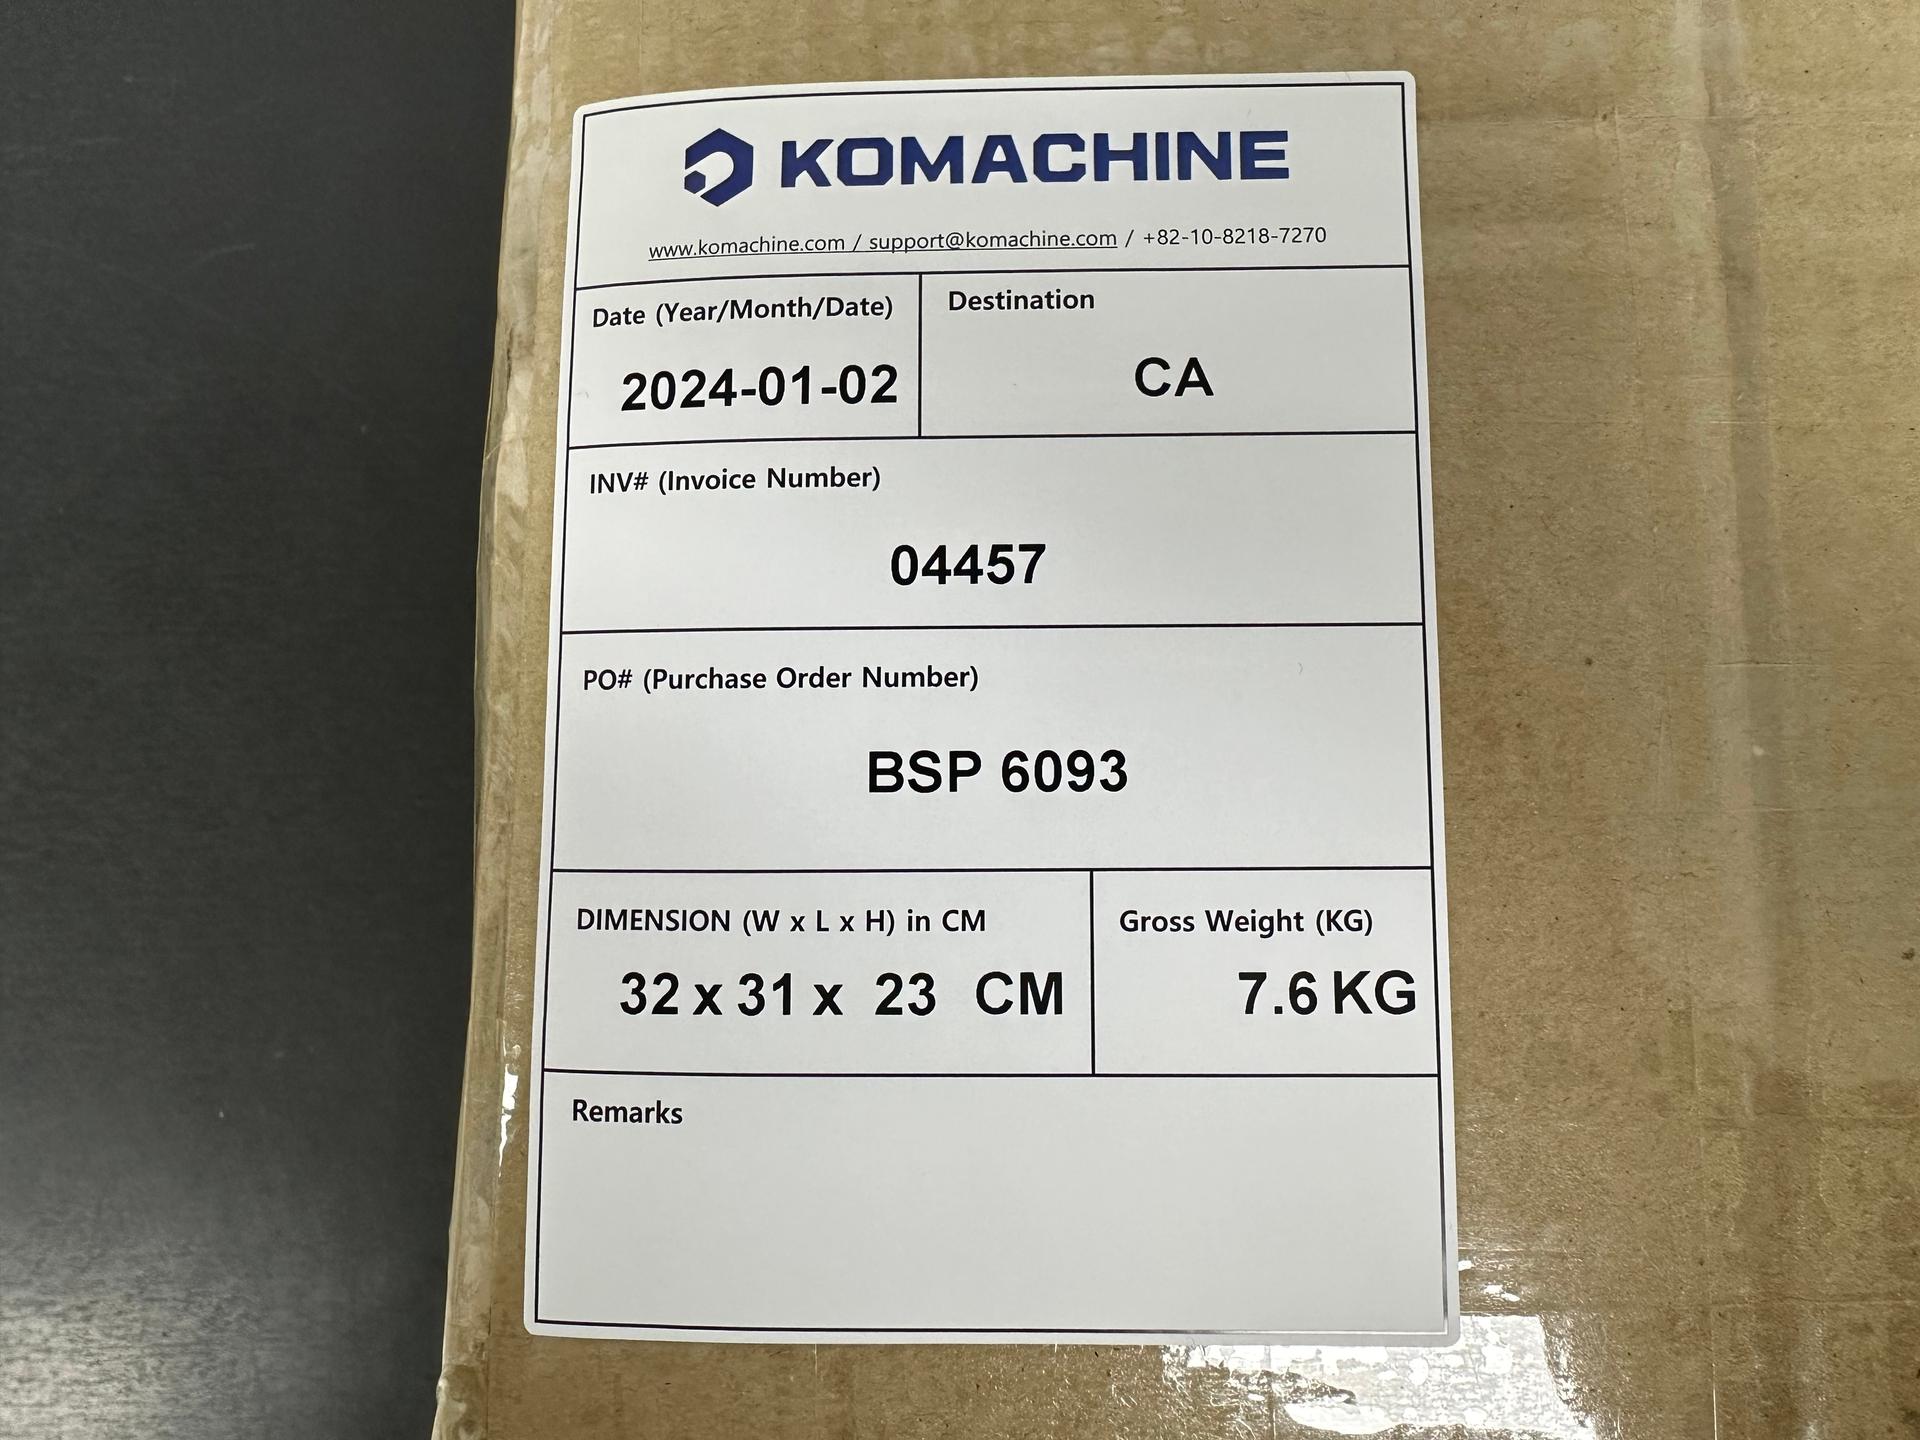 KOMACHINE
www.komachine.com / support@komachine.com / +82-10-8218-7270
Date (Year/Month/Date)
2024-01-02
Destination
CA
INV# (Invoice Number)
04457
PO# (Purchase Order Number)
BSP 6093
DIMENSION (W x L x H) in CM
32 x 31 x 23 CM
Gross Weight (KG)
7.6 KG
Remarks